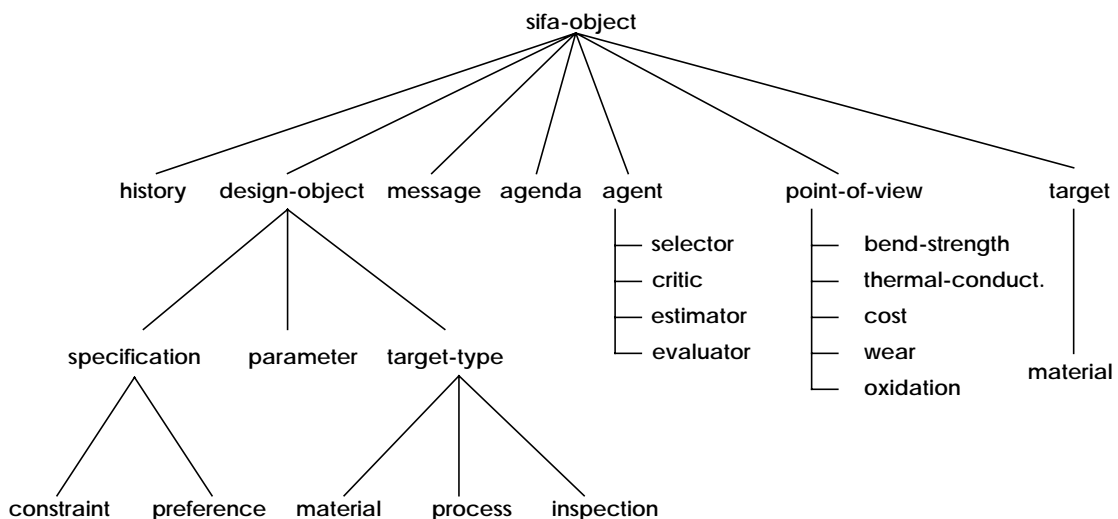 sifa-object
history design-object message agenda agent point-of-view target
selector bend-strength
critic thermal-conduct.
estimator cost
specification parameter target-type evaluator wear
material
oxidation
constraint preference material process inspection